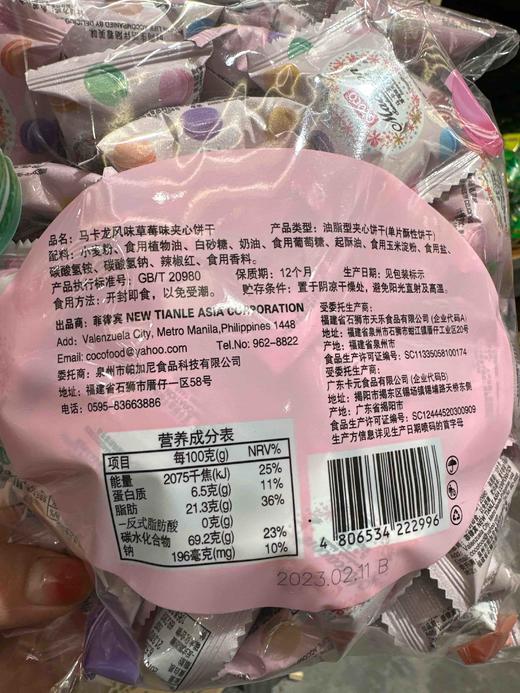 品名：马卡龙风味草莓味夹心饼干
产品类型：油脂型夹心饼干(单片酥性饼干)
配料：小麦粉、食用植物油、白砂糖、奶油、食用葡萄糖、起酥油、食用玉米淀粉、食用盐、
碳酸氢铵、碳酸氢钠、辣椒红、食用香料。
产品执行标准号：GB/T 20980
保质期：12个月
生产日期：见包装标示
食用方法：开封即食，以免受潮。
贮存条件：置于阴凉干燥处，避免阳光直射及高温。
出品商：菲律宾 NEW TIANLE ASIA CORPORATION
Add: Valenzuela City, Metro Manila,Philippines 1448
Email:cocofood@yahoo.com
Tel.No: 962-8822
委托商：泉州市帕加尼食品科技有限公司
地址：福建省石狮市厝仔一区58号
电话：0595-83663886
受委托生产商：
福建省石狮市天乐食品有限公司(企业代码A)
地址：福建省泉州市石狮市蚶江镇厝仔工业区20号
产地：福建省泉州市
食品生产许可证编号：SC11335058100174
受委托生产商：
广东卡元食品有限公司(企业代码B)
地址：揭阳市揭东区锡场镇锡埔路天桥东侧
产地：广东省揭阳市
食品生产许可证编号：SC12444520300909
生产方信息详见生产日期喷码的首字母
营养成分表
项目 每100克(g) NRV%
能量 2075千焦(kJ) 25%
蛋白质 6.5克(g) 11%
脂肪 21.3克(g) 36%
—反式脂肪酸 0克(g)
碳水化合物 69.2克(g) 23%
钠 196毫克(mg) 10%
4 806534 222996
2023.02.11 B